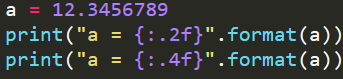 a = 12.3456789
print("a = {:.2f}".format(a))
print("a = {:.4f}".format(a))